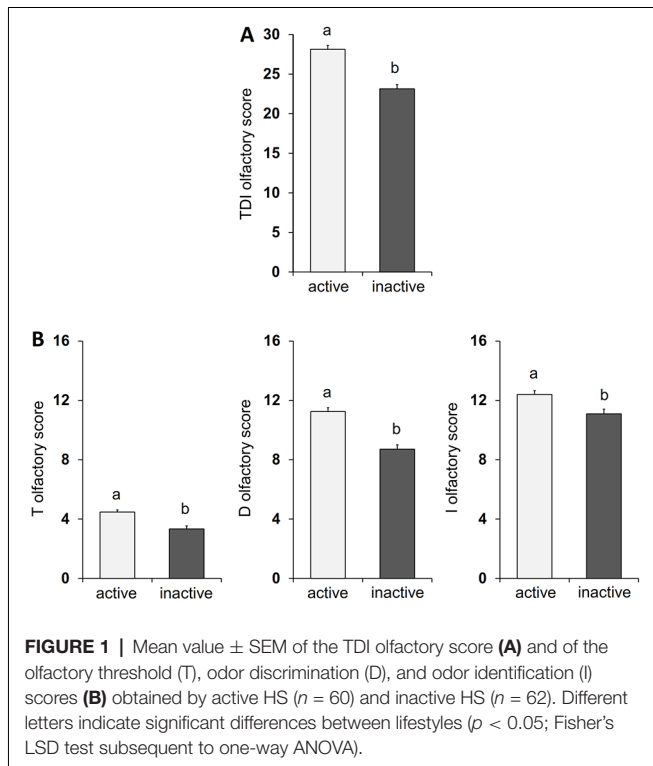 A
30
25
20
15
10
5
0
TDI olfactory score
a
b
active inactive
B
16
12
8
4
0
T olfactory score
a
b
active inactive
16
12
8
4
0
D olfactory score
a
b
active inactive
16
12
8
4
0
I olfactory score
a
b
active inactive
FIGURE 1 | Mean value ± SEM of the TDI olfactory score (A) and of the
olfactory threshold (T), odor discrimination (D), and odor identification (I)
scores (B) obtained by active HS (n = 60) and inactive HS (n = 62). Different
letters indicate significant differences between lifestyles (p < 0.05; Fisher's
LSD test subsequent to one-way ANOVA).